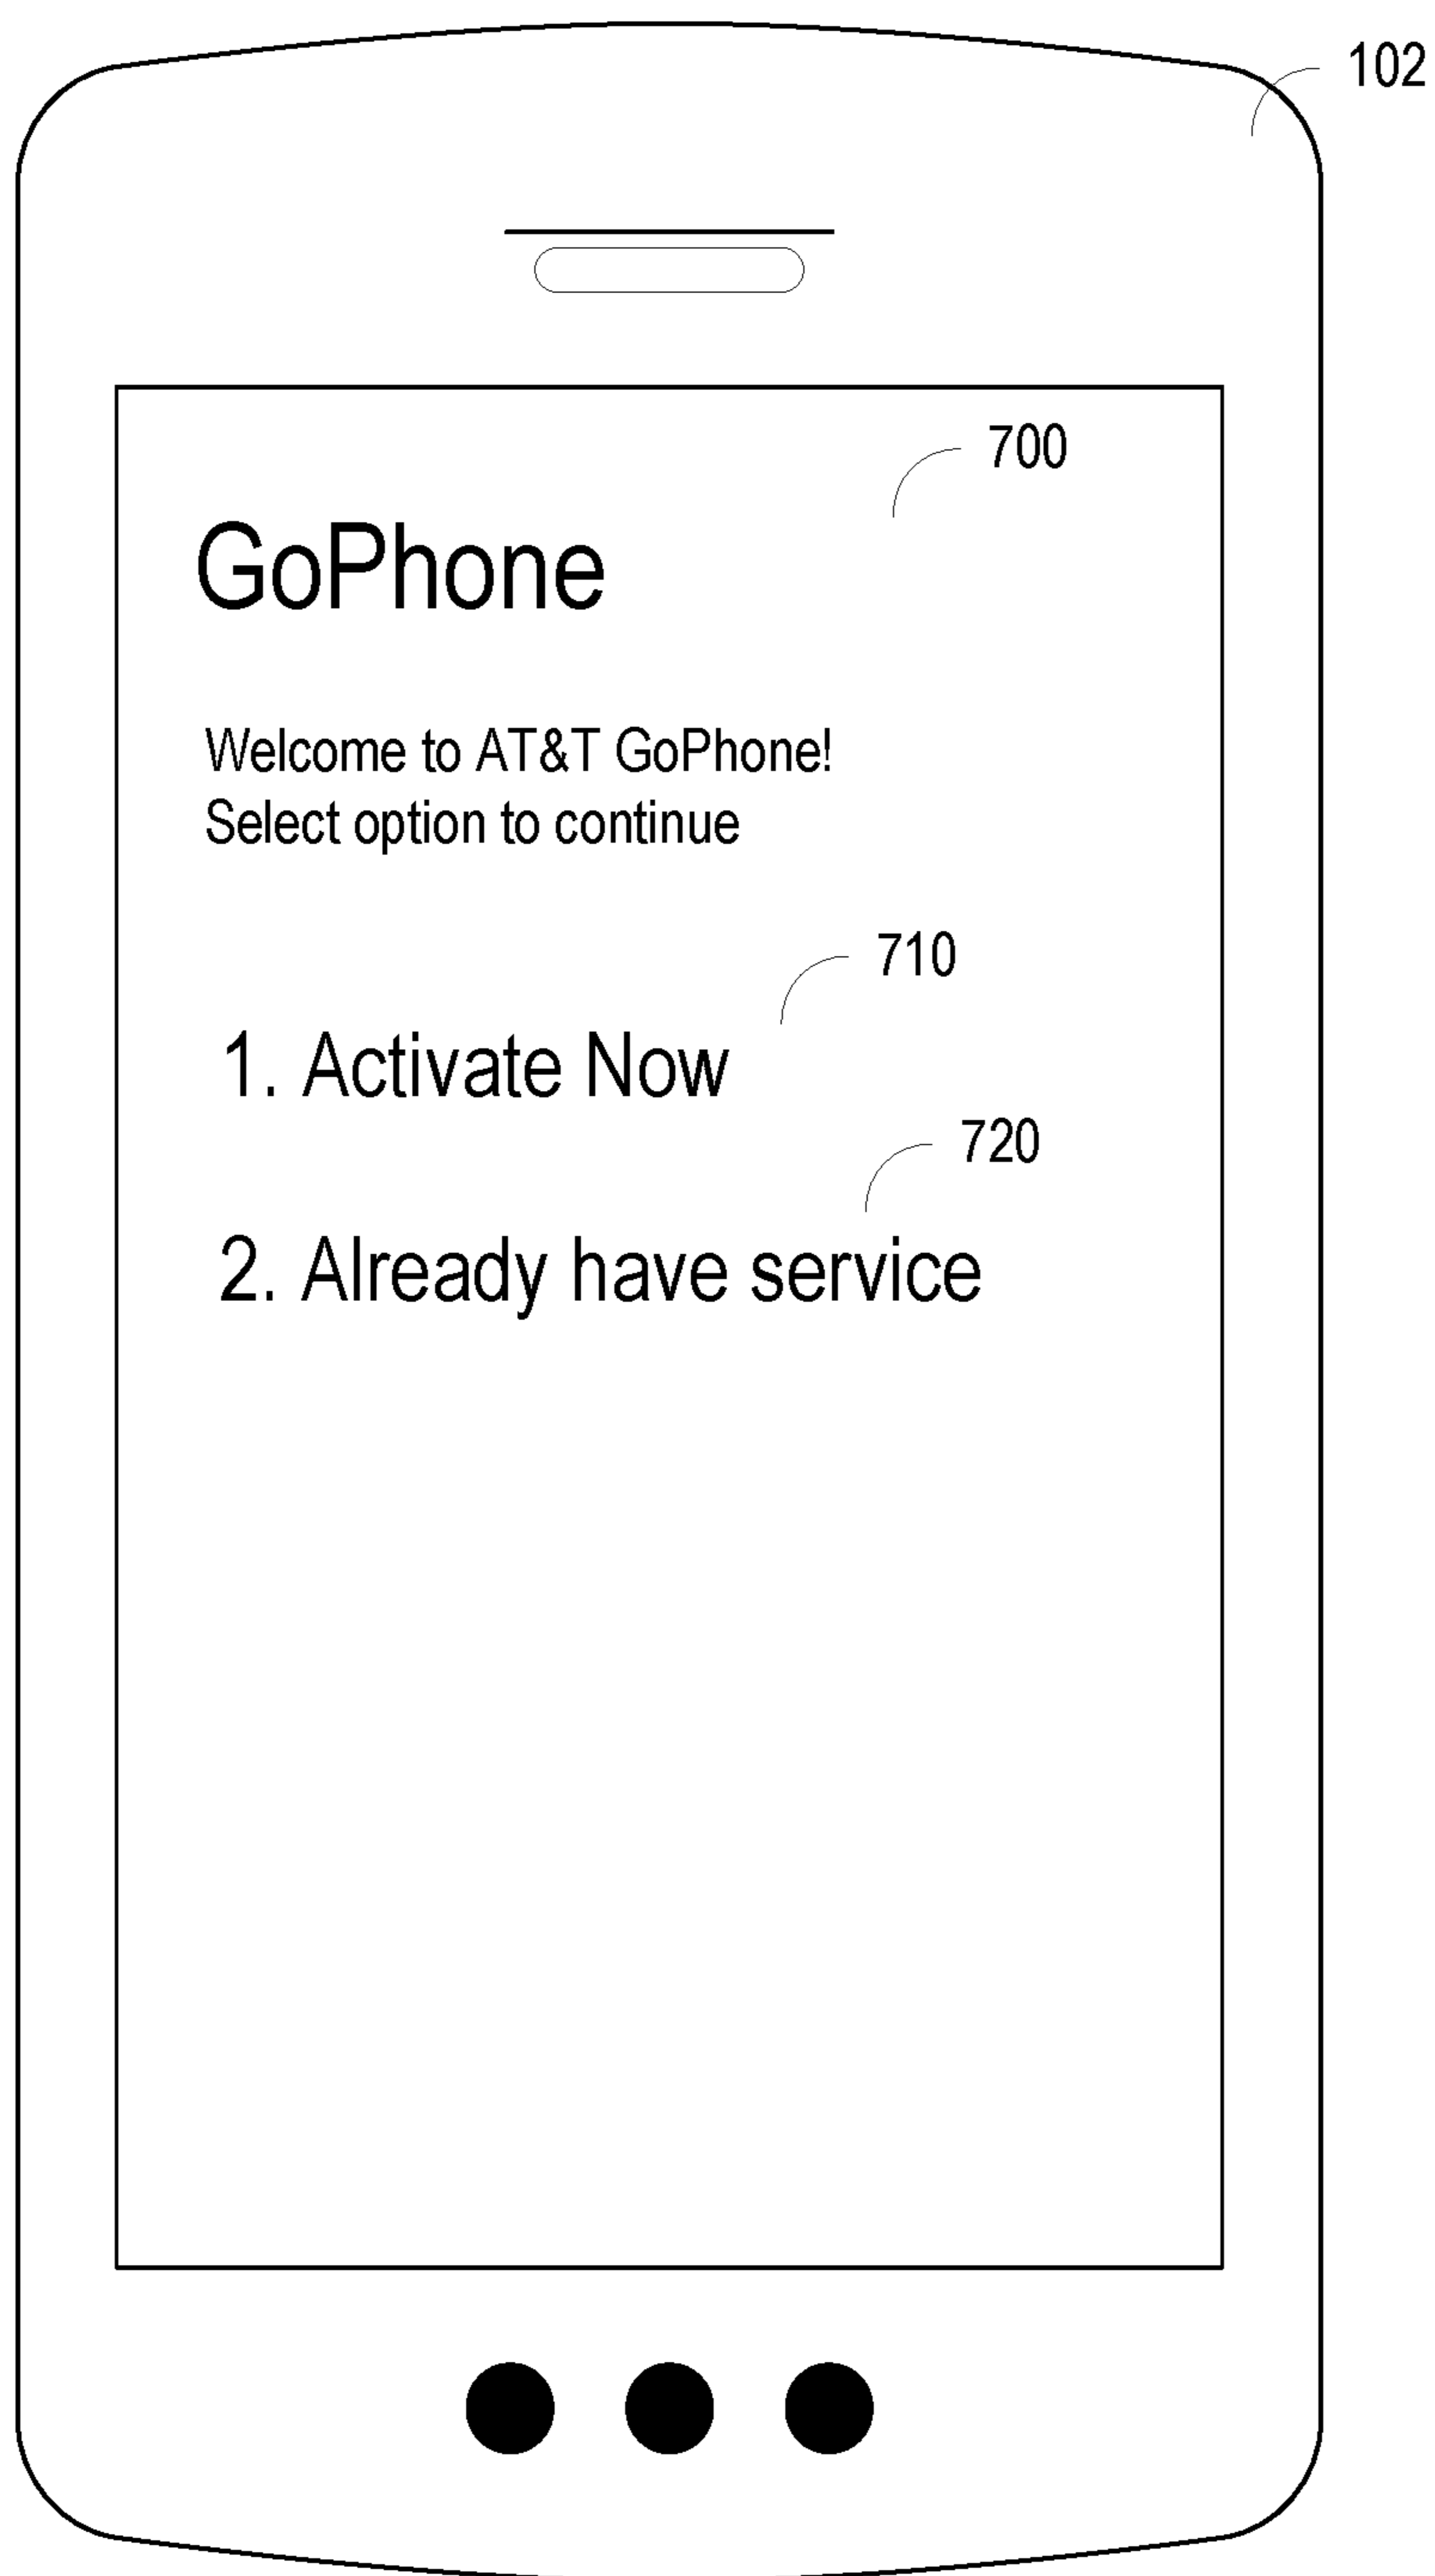 102
700
GoPhone
Welcome to AT&T GoPhone!
Select option to continue
710
1. Activate Now
720
2. Already have service